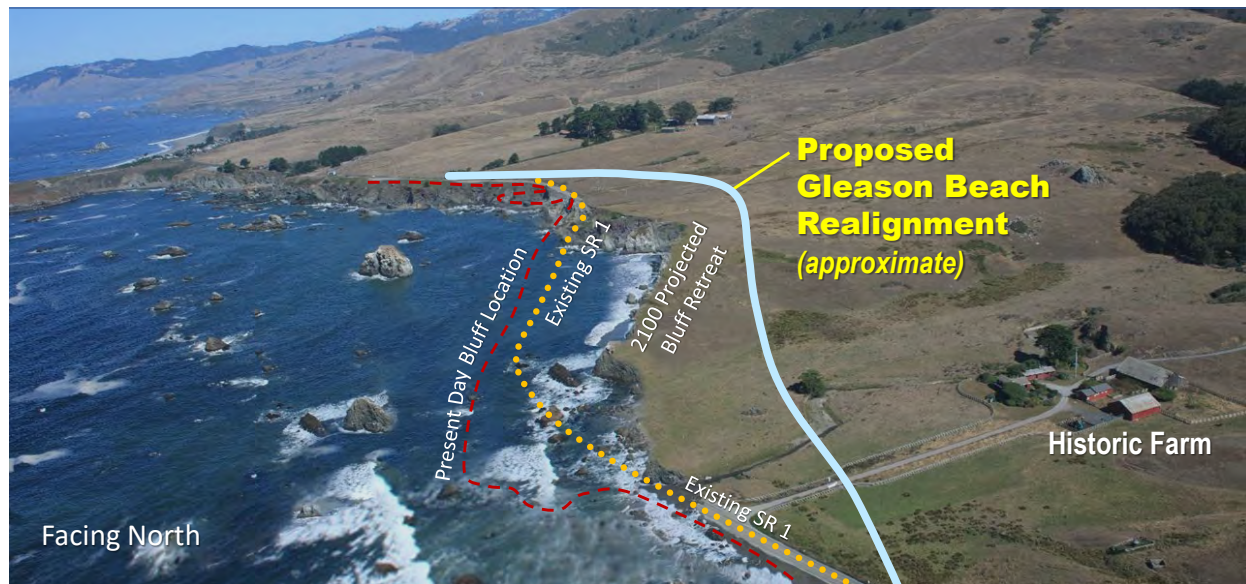 Proposed
Gleason Beach
Realignment
(approximate)
Present Day Bluff Location
Existing SR 1
2100 Projected
Bluff Retreat
Historic Farm
Existing SR 1
Facing North